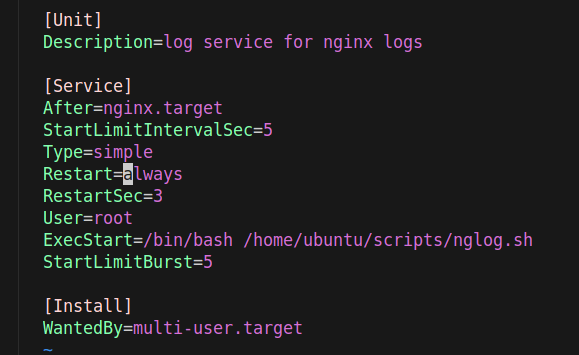 [Unit]
Description=log service for nginx logs
[Service]
After=nginx.target
StartLimitIntervalSec=5
Type=simple
Restart=always
RestartSec=3
User=root
ExecStart=/bin/bash /home/ubuntu/scripts/nglog.sh
StartLimitBurst=5
[Install]
WantedBy=multi-user.target
~